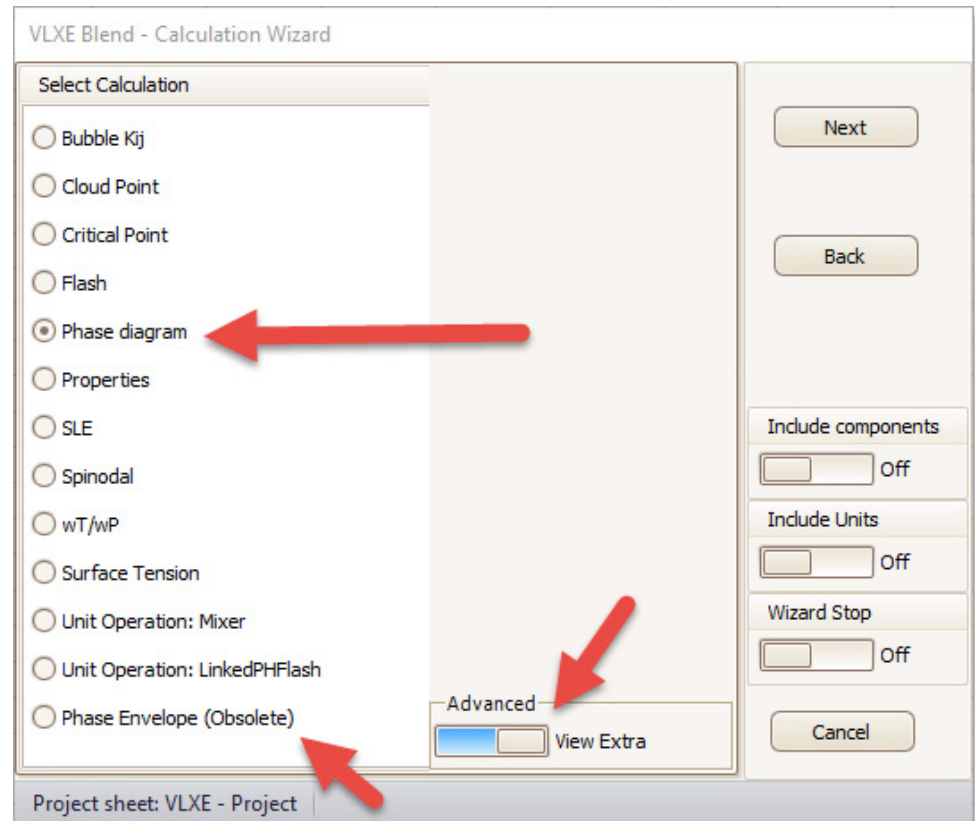 VLXE Blend - Calculation Wizard
Select Calculation
Bubble Kij
Cloud Point
Critical Point
Flash
Phase diagram
Properties
SLE
Spinodal
wT/wP
Surface Tension
Unit Operation: Mixer
Unit Operation: LinkedPHFlash
Phase Envelope (Obsolete)
Advanced
View Extra
Next
Back
Include components
Off
Include Units
Off
Wizard Stop
Off
Cancel
Project sheet: VLXE - Project